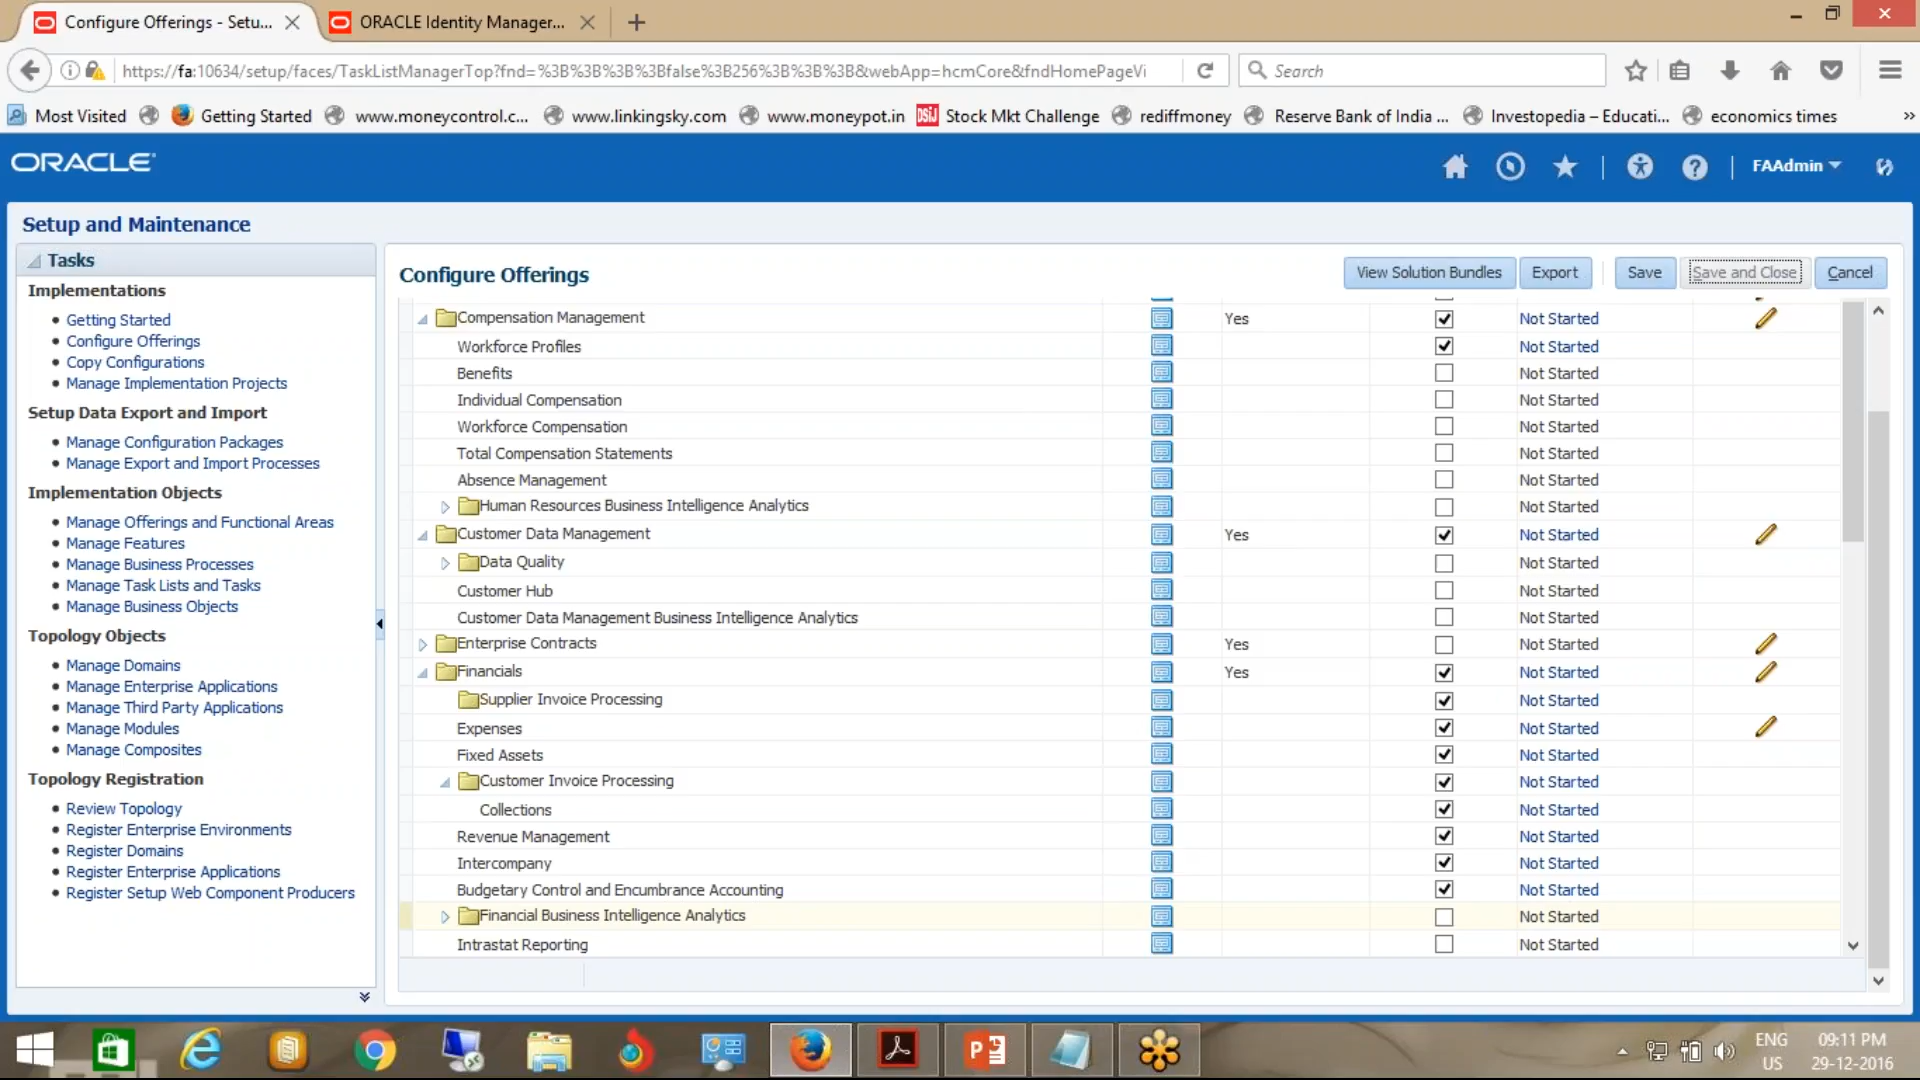 Configure Offerings - Setu...
ORACLE Identity Manager...
https://fa:10634/setup/faces/TaskListManagerTop?fnd=%3B%3B%3B%3Bfalse%3B256%3B%3B%3B&webApp=hcmCore&fndHomePageVi
Search
Most Visited
Getting Started
www.moneycontrol.c...
www.linkingsky.com
www.moneypot.in
DSIJ
Stock Mkt Challenge
rediffmoney
Reserve Bank of India ...
Investopedia – Educati...
economics times
ORACLE
FAAdmin
Setup and Maintenance
Tasks
Implementations
Getting Started
Configure Offerings
Copy Configurations
Manage Implementation Projects
Setup Data Export and Import
Manage Configuration Packages
Manage Export and Import Processes
Implementation Objects
Manage Offerings and Functional Areas
Manage Features
Manage Business Processes
Manage Task Lists and Tasks
Manage Business Objects
Topology Objects
Manage Domains
Manage Enterprise Applications
Manage Third Party Applications
Manage Modules
Manage Composites
Topology Registration
Review Topology
Register Enterprise Environments
Register Domains
Register Enterprise Applications
Register Setup Web Component Producers
Configure Offerings
View Solution Bundles
Export
Save
Save and Close
Cancel
Compensation Management Yes Not Started
Workforce Profiles Not Started
Benefits Not Started
Individual Compensation Not Started
Workforce Compensation Not Started
Total Compensation Statements Not Started
Absence Management Not Started
Human Resources Business Intelligence Analytics Not Started
Customer Data Management Yes Not Started
Data Quality Not Started
Customer Hub Not Started
Customer Data Management Business Intelligence Analytics Not Started
Enterprise Contracts Yes Not Started
Financials Yes Not Started
Supplier Invoice Processing Not Started
Expenses Not Started
Fixed Assets Not Started
Customer Invoice Processing Not Started
Collections Not Started
Revenue Management Not Started
Intercompany Not Started
Budgetary Control and Encumbrance Accounting Not Started
Financial Business Intelligence Analytics Not Started
Intrastat Reporting Not Started
ENG
US
09:11 PM
29-12-2016